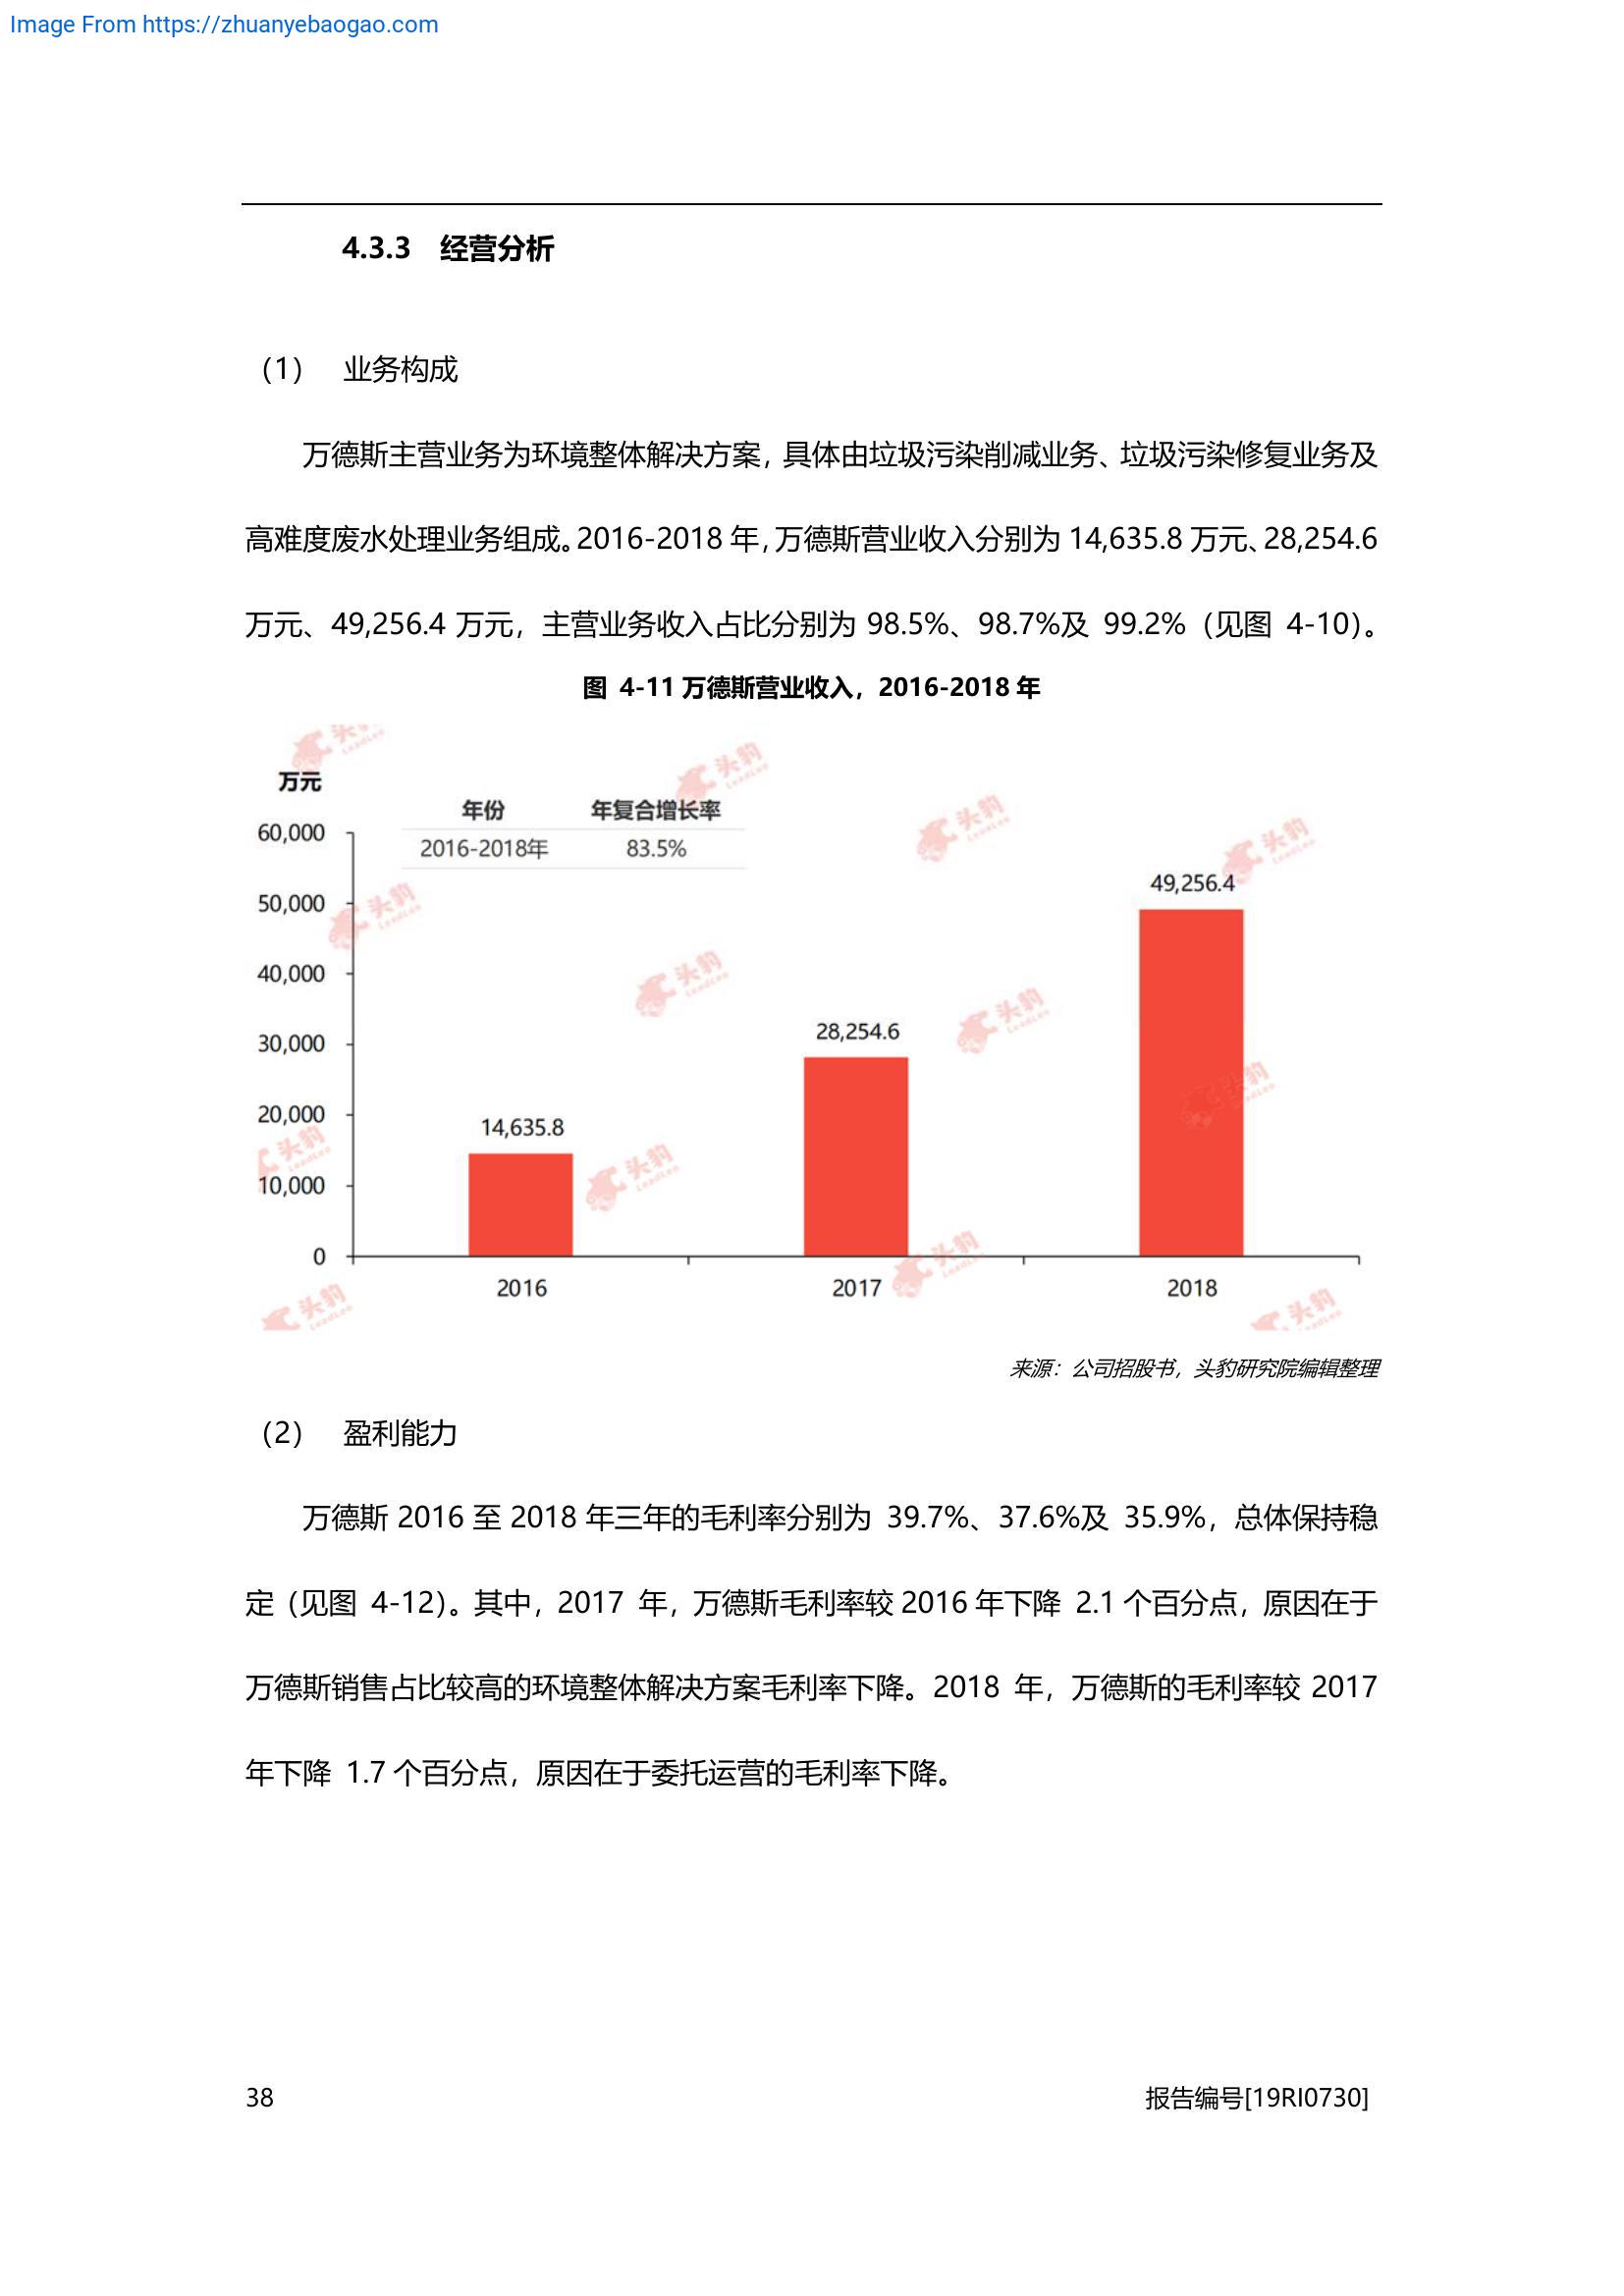 Image From https://zhuanyebaogao.com
4.3.3 经营分析
（1） 业务构成
万德斯主营业务为环境整体解决方案，具体由垃圾污染削减业务、垃圾污染修复业务及
高难度废水处理业务组成。2016-2018 年，万德斯营业收入分别为 14,635.8 万元、28,254.6
万元、49,256.4 万元，主营业务收入占比分别为 98.5%、98.7%及 99.2%（见图 4-10）。
图 4-11 万德斯营业收入，2016-2018 年
万元
年份 年复合增长率
2016-2018年 83.5%
60,000
50,000
40,000
30,000
20,000
10,000
0
14,635.8
28,254.6
49,256.4
2016 2017 2018
头豹
LeadLeo
来源：公司招股书，头豹研究院编辑整理
（2） 盈利能力
万德斯 2016 至 2018 年三年的毛利率分别为 39.7%、37.6%及 35.9%，总体保持稳
定（见图 4-12）。其中，2017 年，万德斯毛利率较 2016 年下降 2.1 个百分点，原因在于
万德斯销售占比较高的环境整体解决方案毛利率下降。2018 年，万德斯的毛利率较 2017
年下降 1.7 个百分点，原因在于委托运营的毛利率下降。
38
报告编号[19RI0730]